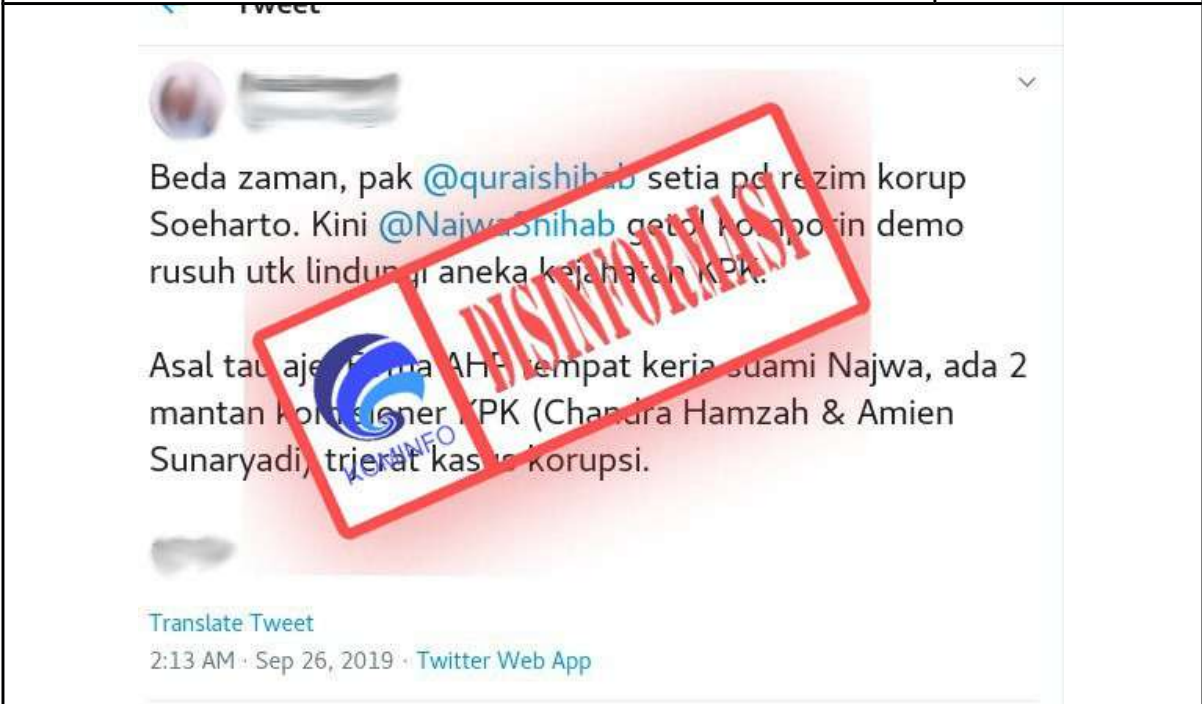 Tweet
Beda zaman, pak @quraishihab setia pd rezim korup
Soeharto. Kini @NajwaShihab getol komporin demo
rusuh utk lindungi aneka kejahatan KPK.
Asal tau aje, Firma AHP tempat kerja suami Najwa, ada 2
mantan komisioner KPK (Chandra Hamzah & Amien
Sunaryadi) trjerat kasus korupsi.
DISINFORMASI
KOMINFO
Translate Tweet
2:13 AM · Sep 26, 2019 · Twitter Web App